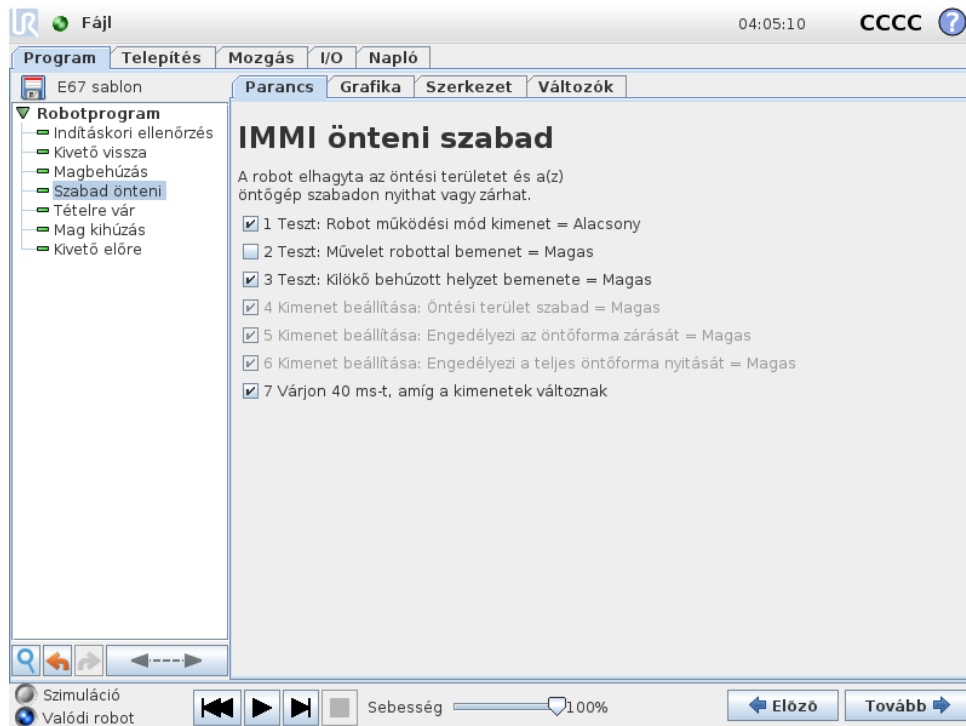 UR Fájl 04:05:10 CCCC ?
Program Telepítés Mozgás I/O Napló
E67 sablon
Parancs Grafika Szerkezet Változók
Robotprogram
Indításkori ellenőrzés
Kivető vissza
Magbehúzás
Szabad önteni
Tételre vár
Mag kihúzás
Kivető előre
IMMI önteni szabad
A robot elhagyta az öntési területet és a(z)
öntőgép szabadon nyithat vagy zárhat.
1 Teszt: Robot működési mód kimenet = Alacsony
2 Teszt: Művelet robottal bemenet = Magas
3 Teszt: Kilökő behúzott helyzet bemenete = Magas
4 Kimenet beállítása: Öntési terület szabad = Magas
5 Kimenet beállítása: Engedélyezi az öntőforma zárását = Magas
6 Kimenet beállítása: Engedélyezi a teljes öntőforma nyitását = Magas
7 Várjon 40 ms-t, amíg a kimenetek változnak
Szimuláció
Valódi robot
Sebesség 100%
Előző Tovább